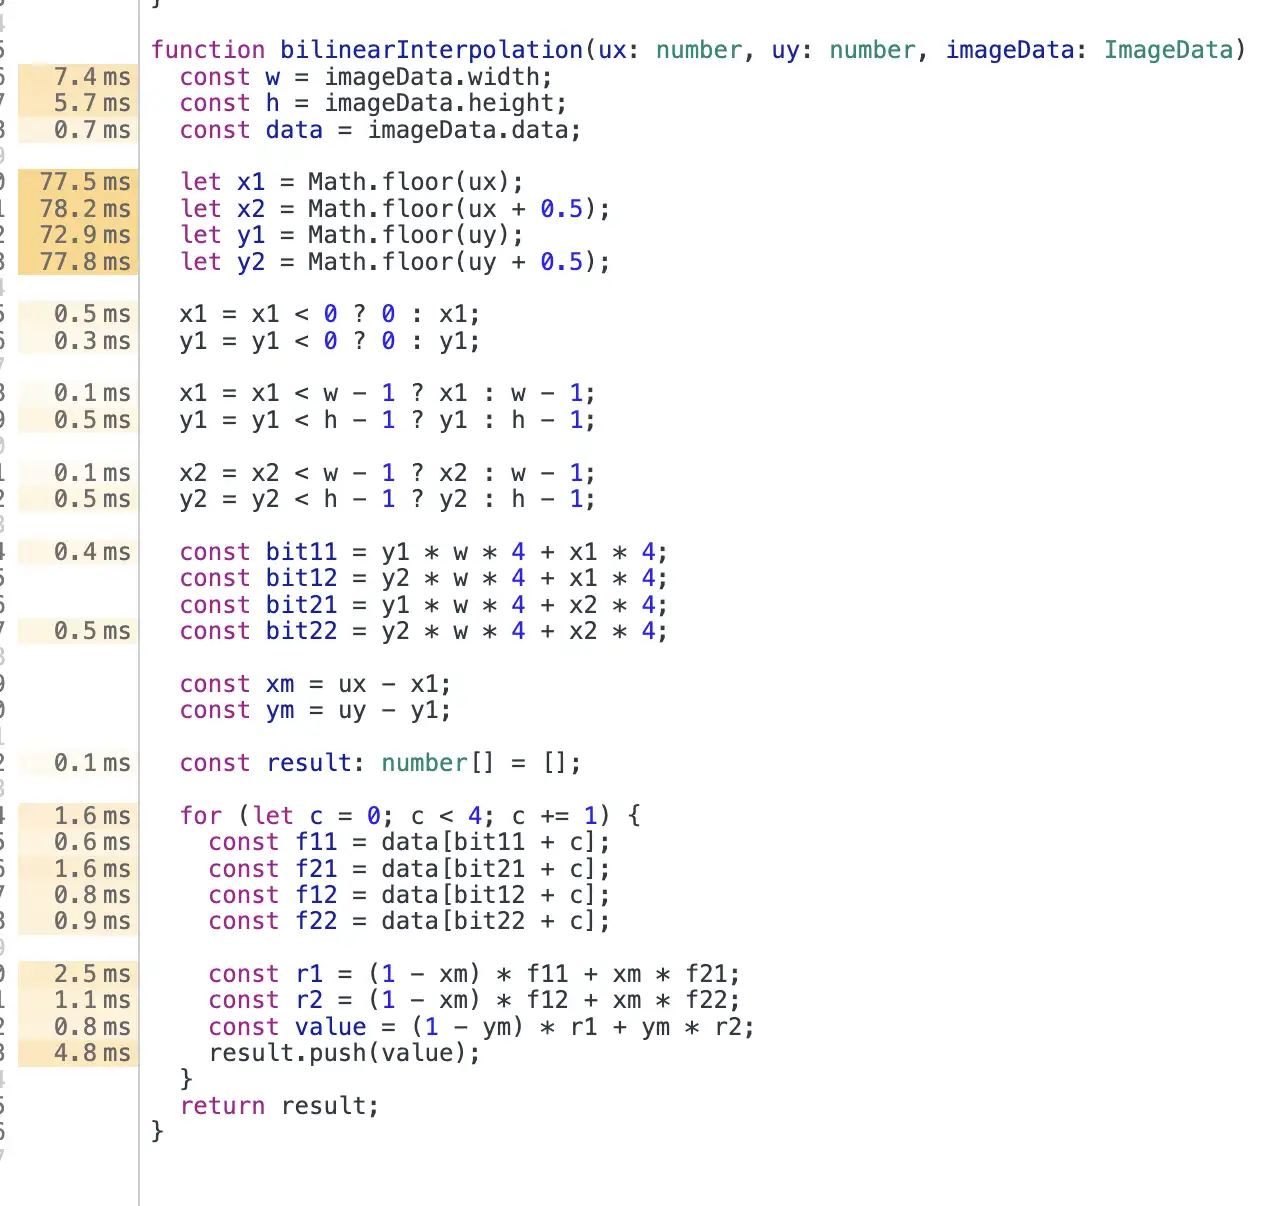 }
function bilinearInterpolation(ux: number, uy: number, imageData: ImageData)
7.4 ms const w = imageData.width;
5.7 ms const h = imageData.height;
0.7 ms const data = imageData.data;
77.5 ms let x1 = Math.floor(ux);
78.2 ms let x2 = Math.floor(ux + 0.5);
72.9 ms let y1 = Math.floor(uy);
77.8 ms let y2 = Math.floor(uy + 0.5);
0.5 ms x1 = x1 < 0 ? 0 : x1;
0.3 ms y1 = y1 < 0 ? 0 : y1;
0.1 ms x1 = x1 < w - 1 ? x1 : w - 1;
0.5 ms y1 = y1 < h - 1 ? y1 : h - 1;
0.1 ms x2 = x2 < w - 1 ? x2 : w - 1;
0.5 ms y2 = y2 < h - 1 ? y2 : h - 1;
0.4 ms const bit11 = y1 * w * 4 + x1 * 4;
const bit12 = y2 * w * 4 + x1 * 4;
const bit21 = y1 * w * 4 + x2 * 4;
0.5 ms const bit22 = y2 * w * 4 + x2 * 4;
const xm = ux - x1;
const ym = uy - y1;
0.1 ms const result: number[] = [];
1.6 ms for (let c = 0; c < 4; c += 1) {
0.6 ms const f11 = data[bit11 + c];
1.6 ms const f21 = data[bit21 + c];
0.8 ms const f12 = data[bit12 + c];
0.9 ms const f22 = data[bit22 + c];
2.5 ms const r1 = (1 - xm) * f11 + xm * f21;
1.1 ms const r2 = (1 - xm) * f12 + xm * f22;
0.8 ms const value = (1 - ym) * r1 + ym * r2;
4.8 ms result.push(value);
}
return result;
}